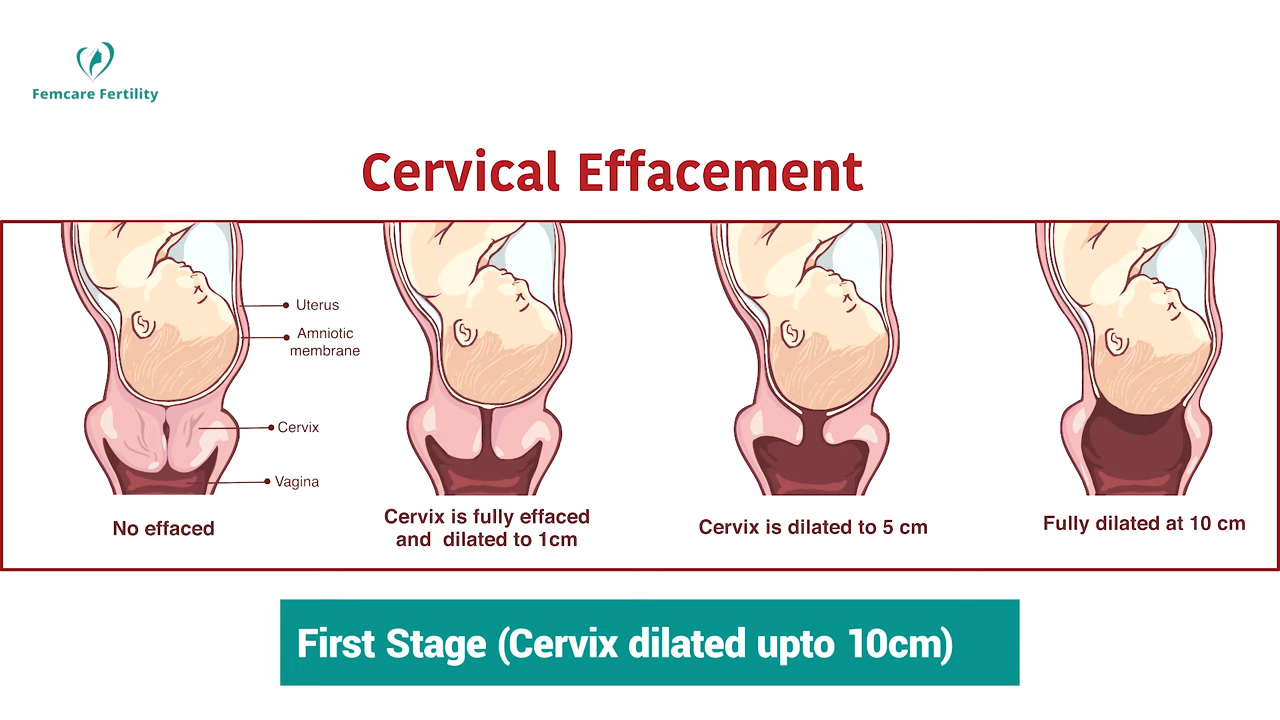 Femcare Fertility
Cervical Effacement
Uterus
Amniotic
membrane
Cervix
Vagina
No effaced
Cervix is fully effaced
and dilated to 1cm
Cervix is dilated to 5 cm
Fully dilated at 10 cm
First Stage (Cervix dilated upto 10cm)